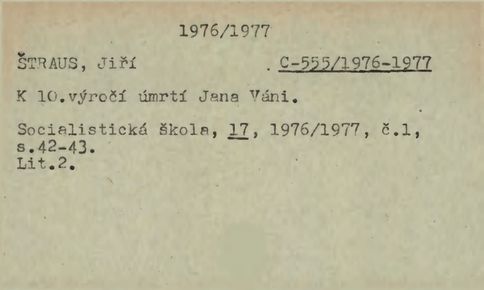 1976/1977
ŠTRAUS, Jiří . C-555/1976-1977
K 10.výročí úmrtí Jana Váni.
Socialistická škola, 17, 1976/1977, č.1,
s.42-43.
Lit.2.